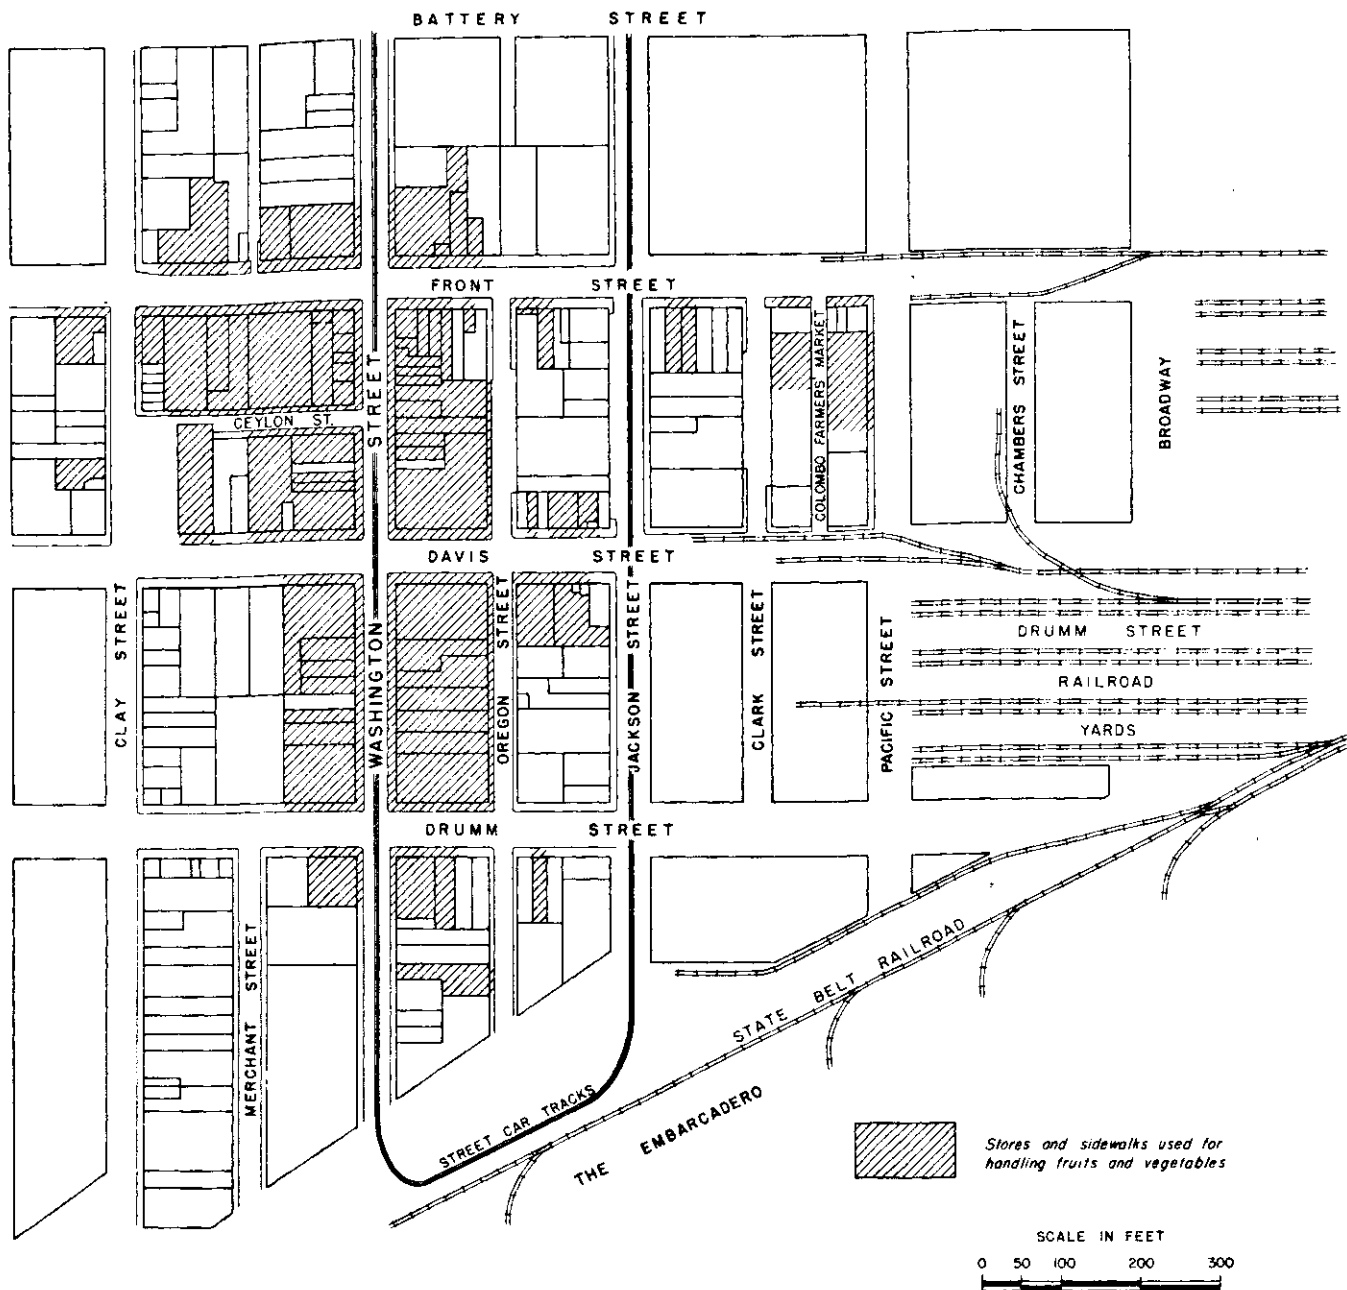 BATTERY STREET
FRONT STREET
CEYLON ST.
STREET
WASHINGTON
COLOMBO FARMERS' MARKET
CHAMBERS STREET
BROADWAY
DAVIS STREET
CLAY STREET
OREGON STREET
JACKSON STREET
CLARK STREET
PACIFIC STREET
DRUMM STREET
RAILROAD
YARDS
DRUMM STREET
MERCHANT STREET
STATE BELT RAILROAD
STREET CAR TRACKS
THE EMBARCADERO
Stores and sidewalks used for
handling fruits and vegetables
SCALE IN FEET
0 50 100 200 300